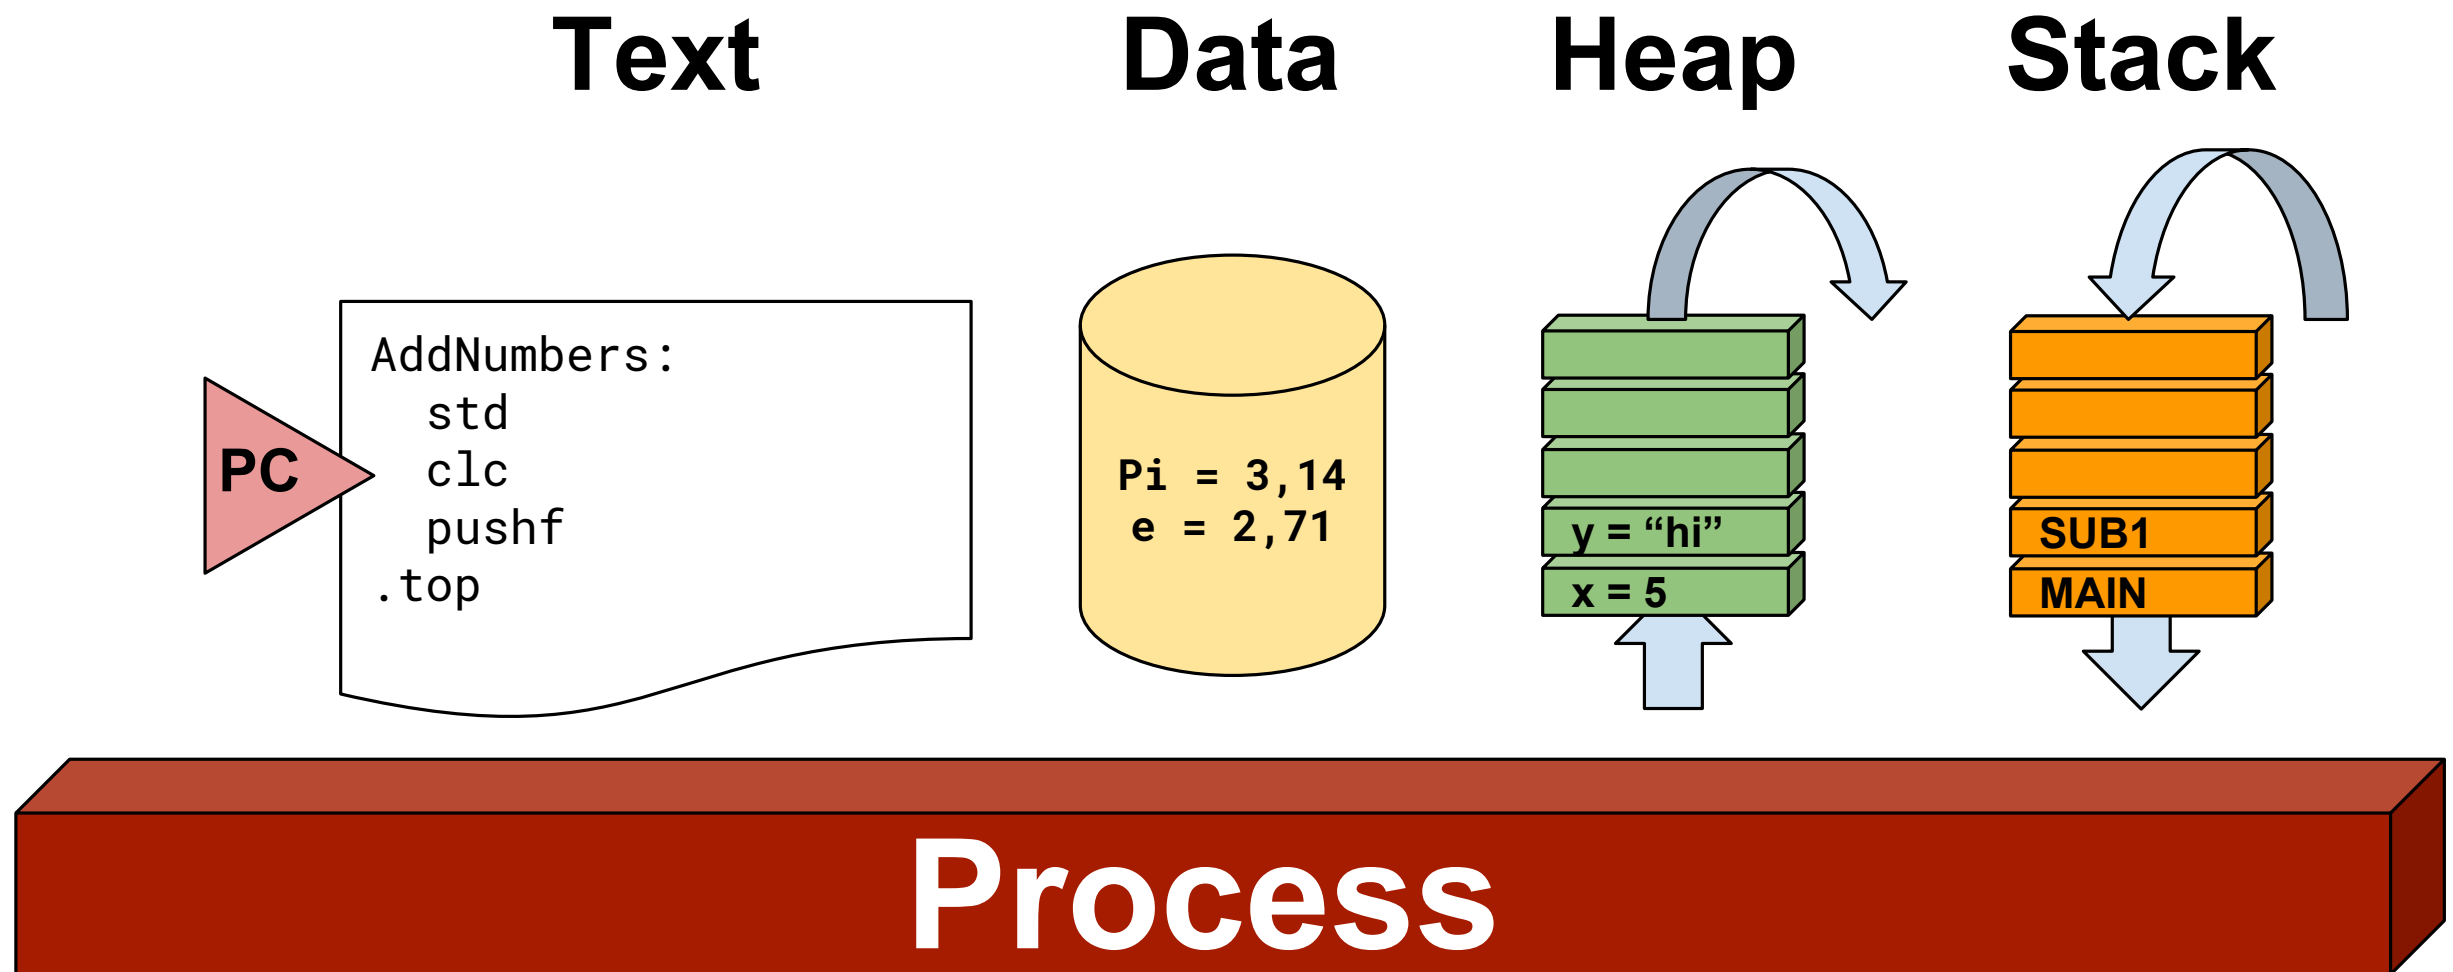 Text Data Heap Stack
PC
AddNumbers:
std
clc
pushf
.top
Pi = 3,14
e = 2,71
y = “hi”
x = 5
SUB1
MAIN
Process